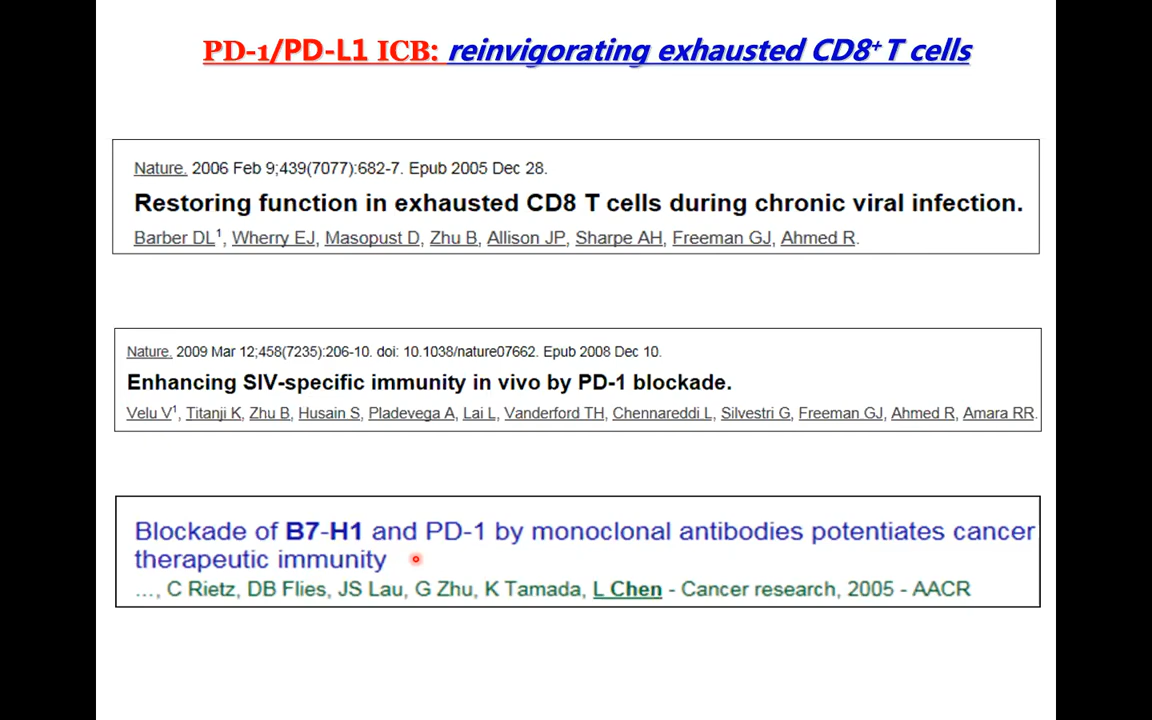 PD-1/PD-L1 ICB: reinvigorating exhausted CD8⁺ T cells
Nature. 2006 Feb 9;439(7077):682-7. Epub 2005 Dec 28.
Restoring function in exhausted CD8 T cells during chronic viral infection.
Barber DL¹, Wherry EJ, Masopust D, Zhu B, Allison JP, Sharpe AH, Freeman GJ, Ahmed R.
Nature. 2009 Mar 12;458(7235):206-10. doi: 10.1038/nature07662. Epub 2008 Dec 10.
Enhancing SIV-specific immunity in vivo by PD-1 blockade.
Velu V¹, Titanji K, Zhu B, Husain S, Pladevega A, Lai L, Vanderford TH, Chennareddi L, Silvestri G, Freeman GJ, Ahmed R, Amara RR.
Blockade of B7-H1 and PD-1 by monoclonal antibodies potentiates cancer
therapeutic immunity
..., C Rietz, DB Flies, JS Lau, G Zhu, K Tamada, L Chen - Cancer research, 2005 - AACR